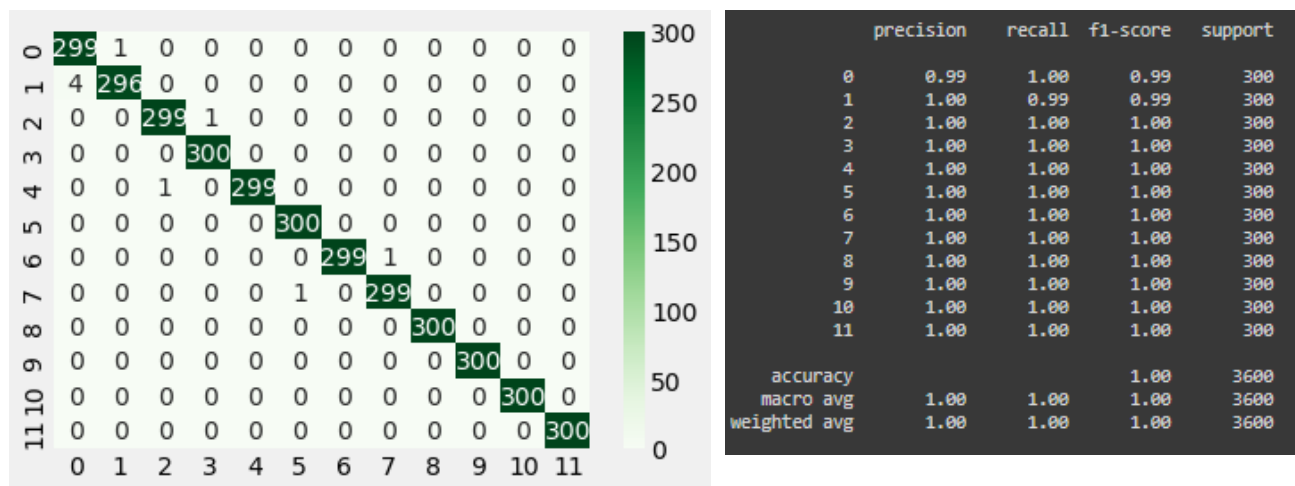 0 299 1 0 0 0 0 0 0 0 0 0 0
1 4 296 0 0 0 0 0 0 0 0 0 0
2 0 0 299 1 0 0 0 0 0 0 0 0
3 0 0 0 300 0 0 0 0 0 0 0 0
4 0 0 1 0 299 0 0 0 0 0 0 0
5 0 0 0 0 0 300 0 0 0 0 0 0
6 0 0 0 0 0 0 299 1 0 0 0 0
7 0 0 0 0 0 1 0 299 0 0 0 0
8 0 0 0 0 0 0 0 0 300 0 0 0
9 0 0 0 0 0 0 0 0 0 300 0 0
10 0 0 0 0 0 0 0 0 0 0 300 0
11 0 0 0 0 0 0 0 0 0 0 0 300
0 1 2 3 4 5 6 7 8 9 10 11
300
250
200
150
100
50
0
precision recall f1-score support
0 0.99 1.00 0.99 300
1 1.00 0.99 0.99 300
2 1.00 1.00 1.00 300
3 1.00 1.00 1.00 300
4 1.00 1.00 1.00 300
5 1.00 1.00 1.00 300
6 1.00 1.00 1.00 300
7 1.00 1.00 1.00 300
8 1.00 1.00 1.00 300
9 1.00 1.00 1.00 300
10 1.00 1.00 1.00 300
11 1.00 1.00 1.00 300
accuracy 1.00 3600
macro avg 1.00 1.00 1.00 3600
weighted avg 1.00 1.00 1.00 3600